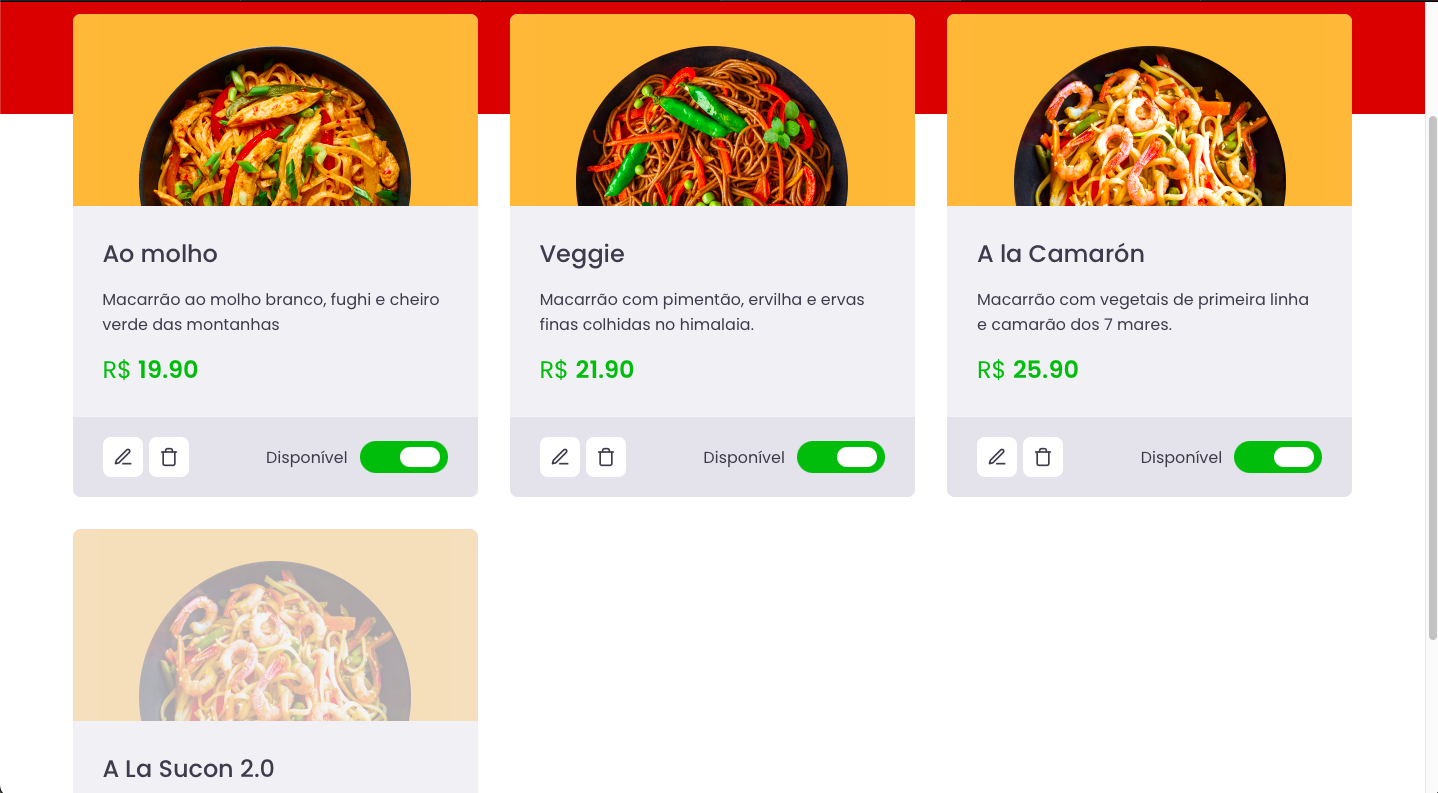 Ao molho
Macarrão ao molho branco, fughi e cheiro
verde das montanhas
R$ 19.90
Disponível
Veggie
Macarrão com pimentão, ervilha e ervas
finas colhidas no himalaia.
R$ 21.90
Disponível
A la Camarón
Macarrão com vegetais de primeira linha
e camarão dos 7 mares.
R$ 25.90
Disponível
A La Sucon 2.0